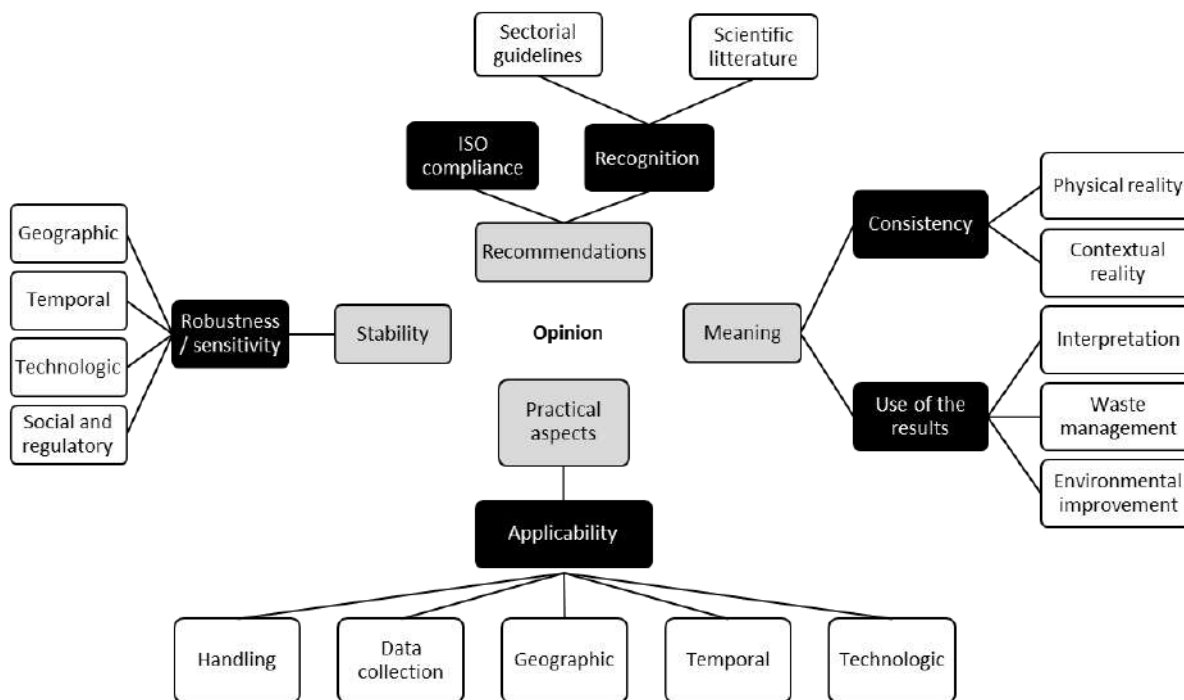 Sectorial
guidelines
Scientific
litterature
ISO
compliance
Recognition
Recommendations
Geographic
Temporal
Technologic
Social and
regulatory
Robustness
/ sensitivity
Stability
Opinion
Meaning
Consistency
Physical reality
Contextual
reality
Use of the
results
Interpretation
Waste
management
Environmental
improvement
Practical
aspects
Applicability
Handling
Data
collection
Geographic
Temporal
Technologic